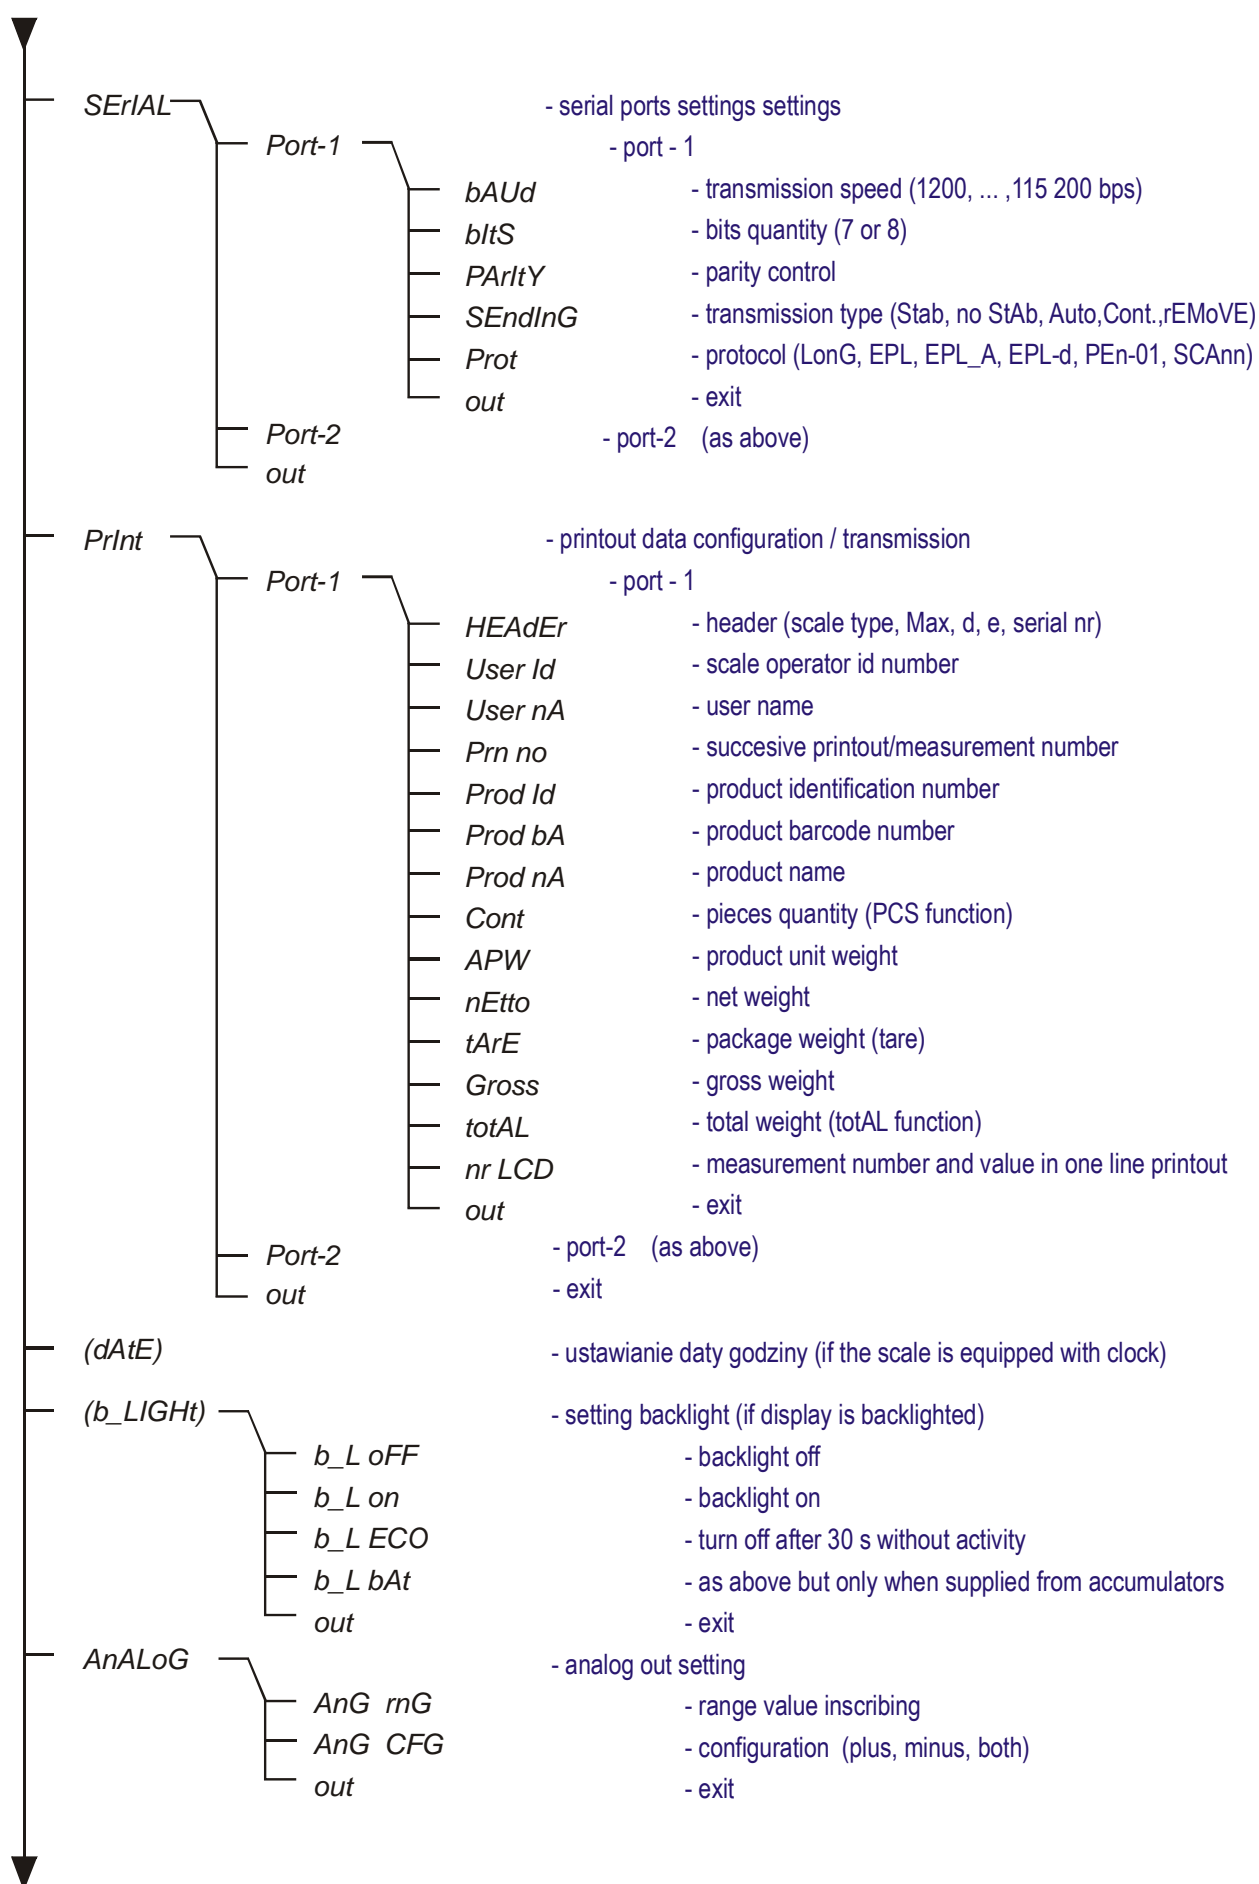 SErIAL - serial ports settings settings
Port-1 - port - 1
bAUd - transmission speed (1200, ... ,115 200 bps)
bItS - bits quantity (7 or 8)
PArItY - parity control
SEndInG - transmission type (Stab, no StAb, Auto,Cont.,rEMoVE)
Prot - protocol (LonG, EPL, EPL_A, EPL-d, PEn-01, SCAnn)
out - exit
Port-2 - port-2 (as above)
out
PrInt - printout data configuration / transmission
Port-1 - port - 1
HEAdEr - header (scale type, Max, d, e, serial nr)
User Id - scale operator id number
User nA - user name
Prn no - succesive printout/measurement number
Prod Id - product identification number
Prod bA - product barcode number
Prod nA - product name
Cont - pieces quantity (PCS function)
APW - product unit weight
nEtto - net weight
tArE - package weight (tare)
Gross - gross weight
totAL - total weight (totAL function)
nr LCD - measurement number and value in one line printout
out - exit
Port-2 - port-2 (as above)
out - exit
(dAtE) - ustawianie daty godziny (if the scale is equipped with clock)
(b_LIGHt) - setting backlight (if display is backlighted)
b_L oFF - backlight off
b_L on - backlight on
b_L ECO - turn off after 30 s without activity
b_L bAt - as above but only when supplied from accumulators
out - exit
AnALoG - analog out setting
AnG rnG - range value inscribing
AnG CFG - configuration (plus, minus, both)
out - exit